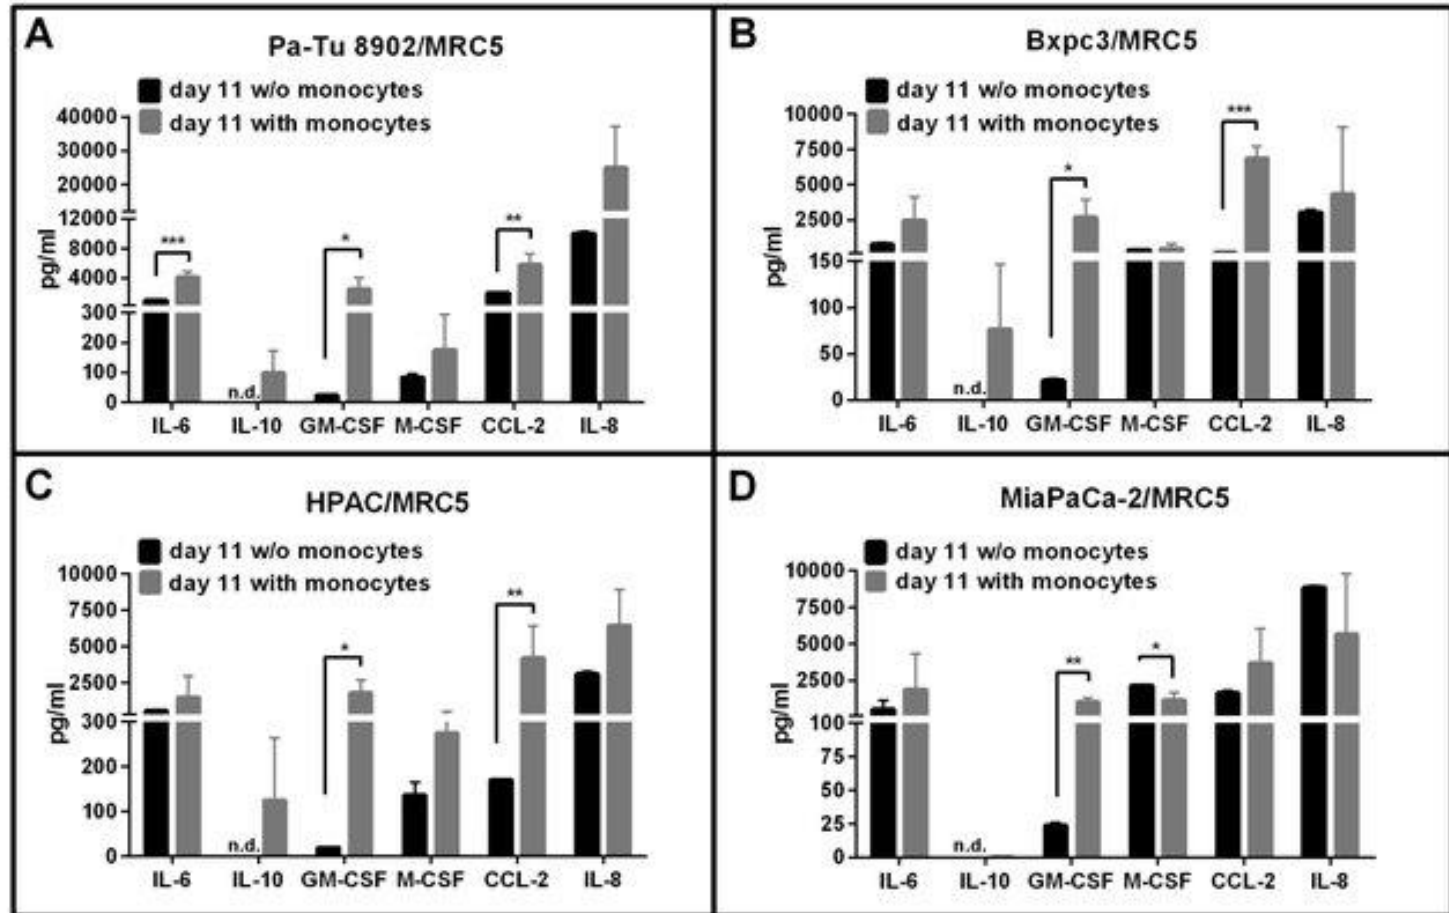 A
Pa-Tu 8902/MRC5
day 11 w/o monocytes
day 11 with monocytes
40000
30000
20000
12000
8000
4000
300
200
100
0
pg/ml
***
n.d.
*
**
IL-6 IL-10 GM-CSF M-CSF CCL-2 IL-8
B
Bxpc3/MRC5
day 11 w/o monocytes
day 11 with monocytes
10000
7500
5000
2500
150
100
50
0
pg/ml
n.d.
*
***
IL-6 IL-10 GM-CSF M-CSF CCL-2 IL-8
C
HPAC/MRC5
day 11 w/o monocytes
day 11 with monocytes
10000
7500
5000
2500
300
200
100
0
pg/ml
n.d.
*
**
IL-6 IL-10 GM-CSF M-CSF CCL-2 IL-8
D
MiaPaCa-2/MRC5
day 11 w/o monocytes
day 11 with monocytes
10000
7500
5000
2500
100
75
50
25
0
pg/ml
n.d.
**
*
IL-6 IL-10 GM-CSF M-CSF CCL-2 IL-8